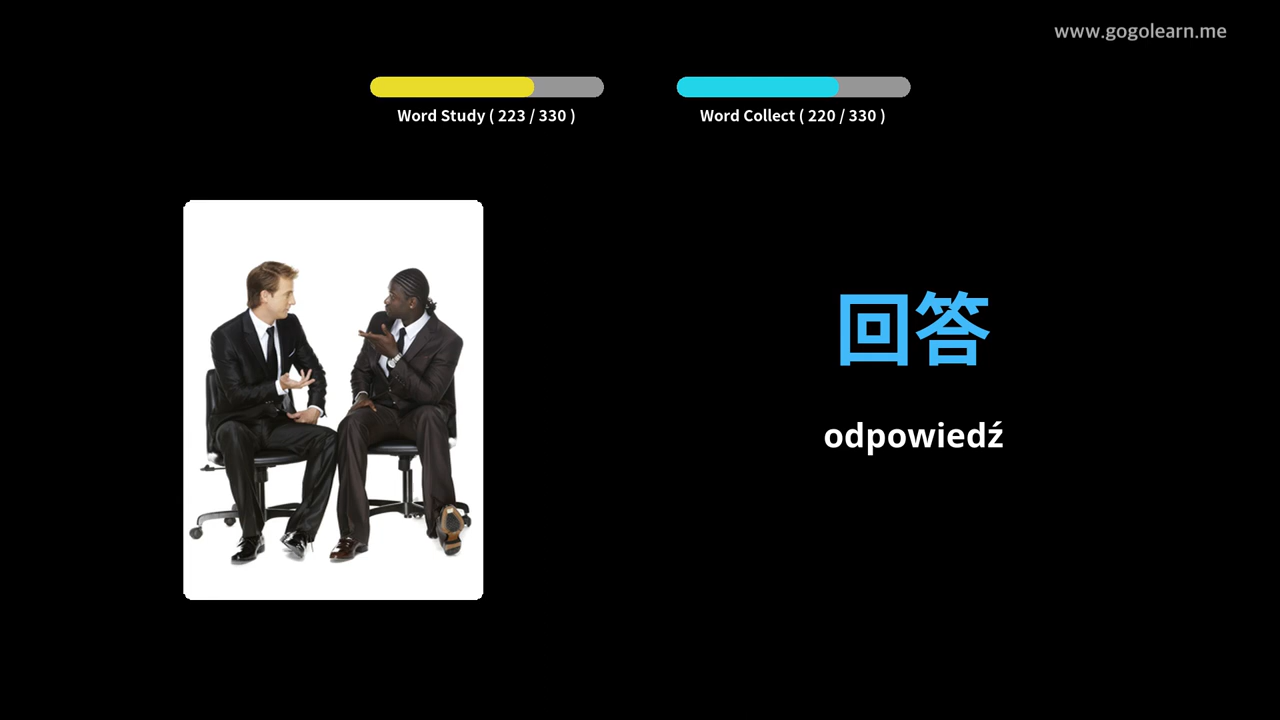 www.gogolearn.me
Word Study ( 223 / 330 )
Word Collect ( 220 / 330 )
回答
odpowiedź